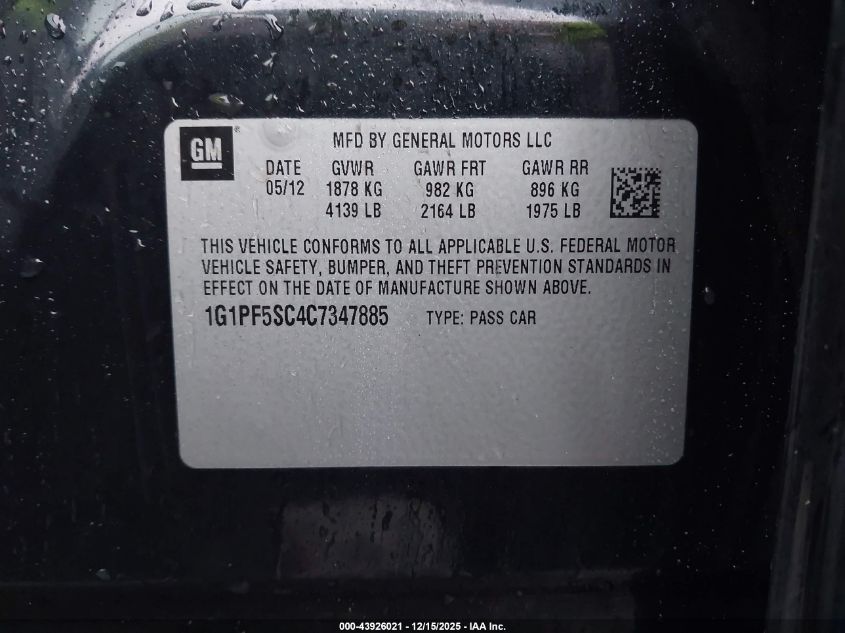 GM
MFD BY GENERAL MOTORS LLC
DATE GVWR GAWR FRT GAWR RR
05/12 1878 KG 982 KG 896 KG
4139 LB 2164 LB 1975 LB
THIS VEHICLE CONFORMS TO ALL APPLICABLE U.S. FEDERAL MOTOR
VEHICLE SAFETY, BUMPER, AND THEFT PREVENTION STANDARDS IN
EFFECT ON THE DATE OF MANUFACTURE SHOWN ABOVE.
1G1PF5SC4C7347885 TYPE: PASS CAR
000-43926021 - 12/15/2025 - IAA Inc.